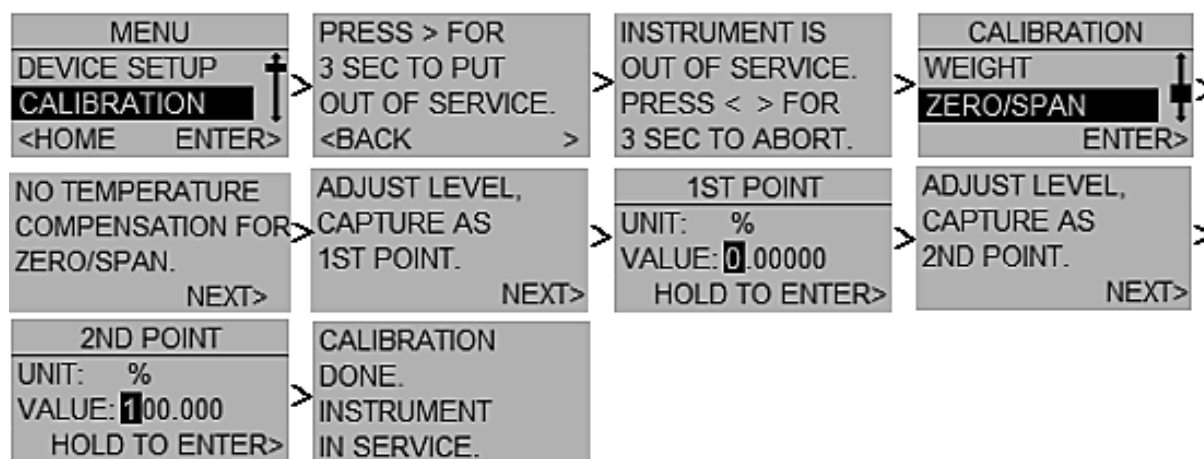 MENU
DEVICE SETUP
CALIBRATION
<HOME ENTER>
>
PRESS > FOR
3 SEC TO PUT
OUT OF SERVICE.
<BACK >
>
INSTRUMENT IS
OUT OF SERVICE.
PRESS < > FOR
3 SEC TO ABORT.
>
CALIBRATION
WEIGHT
ZERO/SPAN
ENTER>
>
NO TEMPERATURE
COMPENSATION FOR
ZERO/SPAN.
NEXT>
>
ADJUST LEVEL,
CAPTURE AS
1ST POINT.
NEXT>
>
1ST POINT
UNIT: %
VALUE: 0.00000
HOLD TO ENTER>
>
ADJUST LEVEL,
CAPTURE AS
2ND POINT.
NEXT>
>
2ND POINT
UNIT: %
VALUE: 100.000
HOLD TO ENTER>
>
CALIBRATION
DONE.
INSTRUMENT
IN SERVICE.